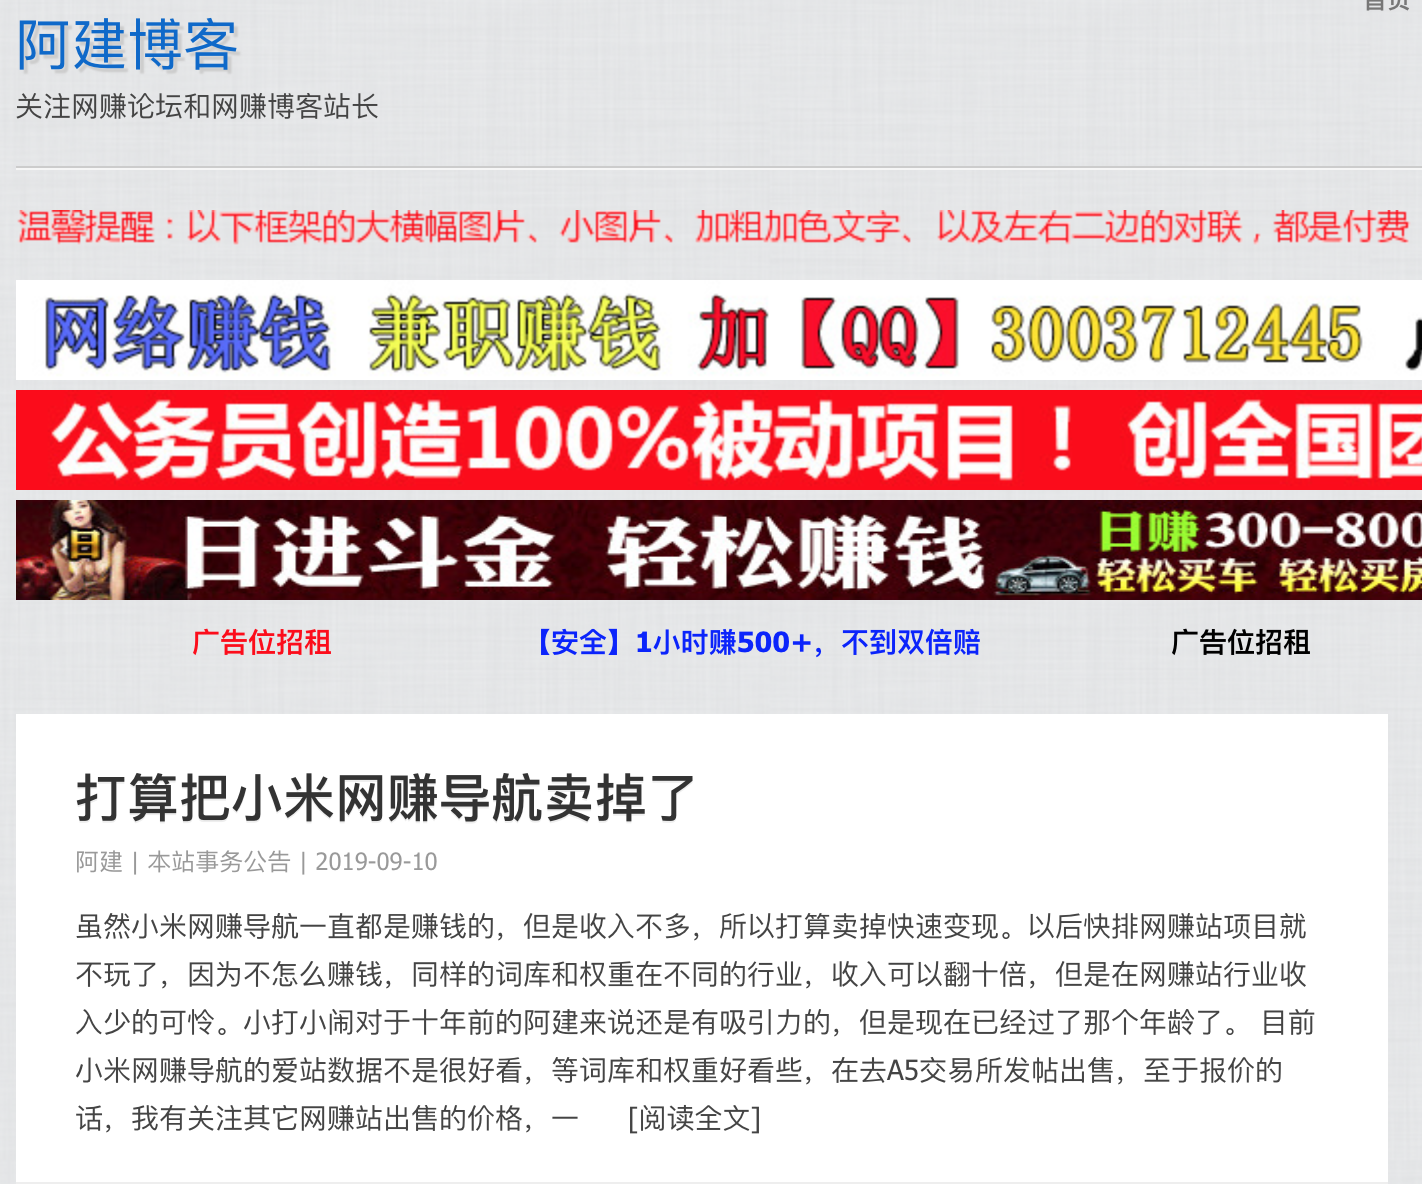 首页
阿建博客
关注网赚论坛和网赚博客站长
温馨提醒：以下框架的大横幅图片、小图片、加粗加色文字、以及左右二边的对联，都是付费
网络赚钱 兼职赚钱 加【QQ】3003712445
公务员创造100%被动项目！ 创全国团
日进斗金 轻松赚钱
日赚300-800
轻松买车 轻松买房
广告位招租 【安全】1小时赚500+，不到双倍赔 广告位招租
打算把小米网赚导航卖掉了
阿建 | 本站事务公告 | 2019-09-10
虽然小米网赚导航一直都是赚钱的，但是收入不多，所以打算卖掉快速变现。以后快排网赚站项目就
不玩了，因为不怎么赚钱，同样的词库和权重在不同的行业，收入可以翻十倍，但是在网赚站行业收
入少的可怜。小打小闹对于十年前的阿建来说还是有吸引力的，但是现在已经过了那个年龄了。 目前
小米网赚导航的爱站数据不是很好看，等词库和权重好看些，在去A5交易所发帖出售，至于报价的
话，我有关注其它网赚站出售的价格，一 [阅读全文]